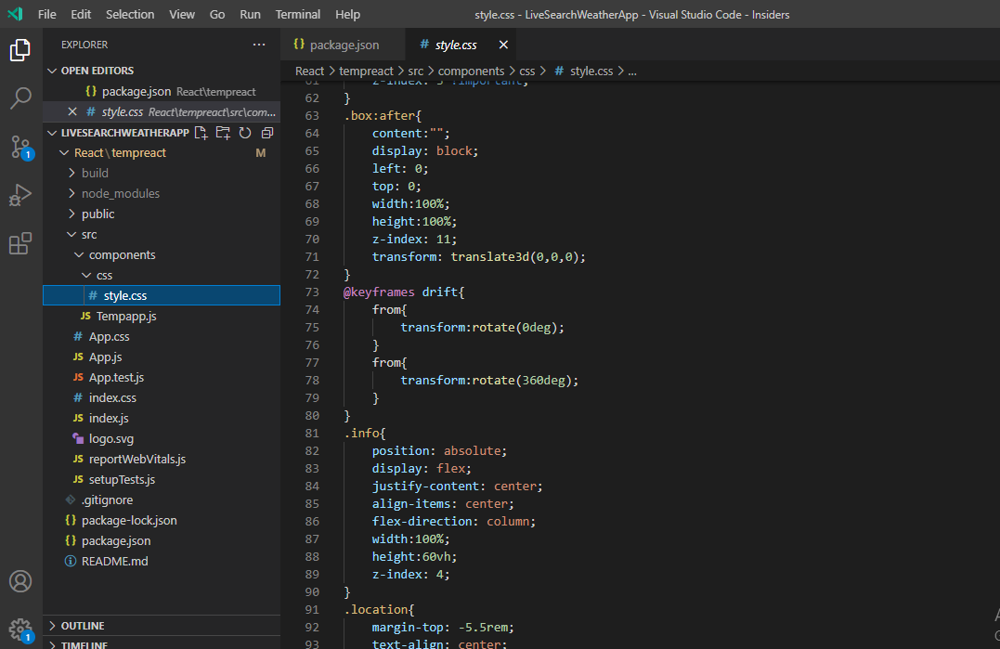 File Edit Selection View Go Run Terminal Help style.css - LiveSearchWeatherApp - Visual Studio Code - Insiders
EXPLORER ...
OPEN EDITORS
{} package.json React\tempreact
# style.css React\tempreact\src\com...
LIVESEARCHWEATHERAPP
React \ tempreact M
build
node_modules
public
src
components
css
# style.css
JS Tempapp.js
# App.css
JS App.js
JS App.test.js
# index.css
JS index.js
logo.svg
JS reportWebVitals.js
JS setupTests.js
.gitignore
{} package-lock.json
{} package.json
README.md
OUTLINE
TIMELINE
1
1
{} package.json # style.css
React > tempreact > src > components > css > # style.css > ...
61 z-index: 5 !important;
62 }
63 .box:after{
64 content:"";
65 display: block;
66 left: 0;
67 top: 0;
68 width:100%;
69 height:100%;
70 z-index: 11;
71 transform: translate3d(0,0,0);
72 }
73 @keyframes drift{
74 from{
75 transform:rotate(0deg);
76 }
77 from{
78 transform:rotate(360deg);
79 }
80 }
81 .info{
82 position: absolute;
83 display: flex;
84 justify-content: center;
85 align-items: center;
86 flex-direction: column;
87 width:100%;
88 height:60vh;
89 z-index: 4;
90 }
91 .location{
92 margin-top: -5.5rem;
93 text-align: center;